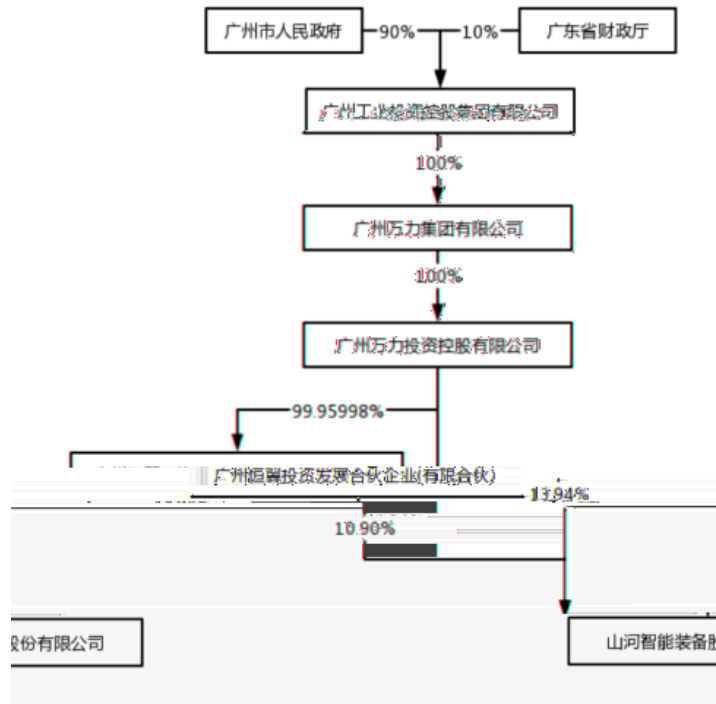 广州市人民政府
90%
10%
广东省财政厅
广州工业投资控股集团有限公司
100%
广州万力集团有限公司
100%
广州万力投资控股有限公司
99.95998%
广州恒翼投资发展合伙企业(有限合伙)
13.94%
10.90%
股份有限公司
山河智能装备股